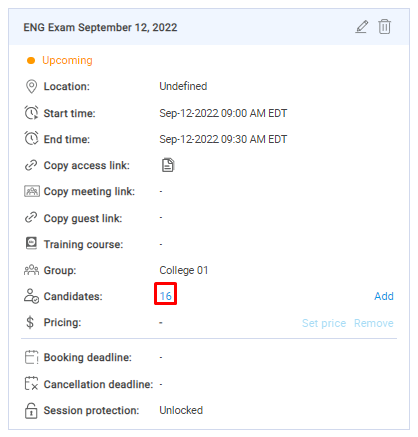 ENG Exam September 12, 2022
Upcoming
Location: Undefined
Start time: Sep-12-2022 09:00 AM EDT
End time: Sep-12-2022 09:30 AM EDT
Copy access link:
Copy meeting link: -
Copy guest link: -
Training course: -
Group: College 01
Candidates: 16 Add
Pricing: - Set price Remove
Booking deadline: -
Cancellation deadline: -
Session protection: Unlocked